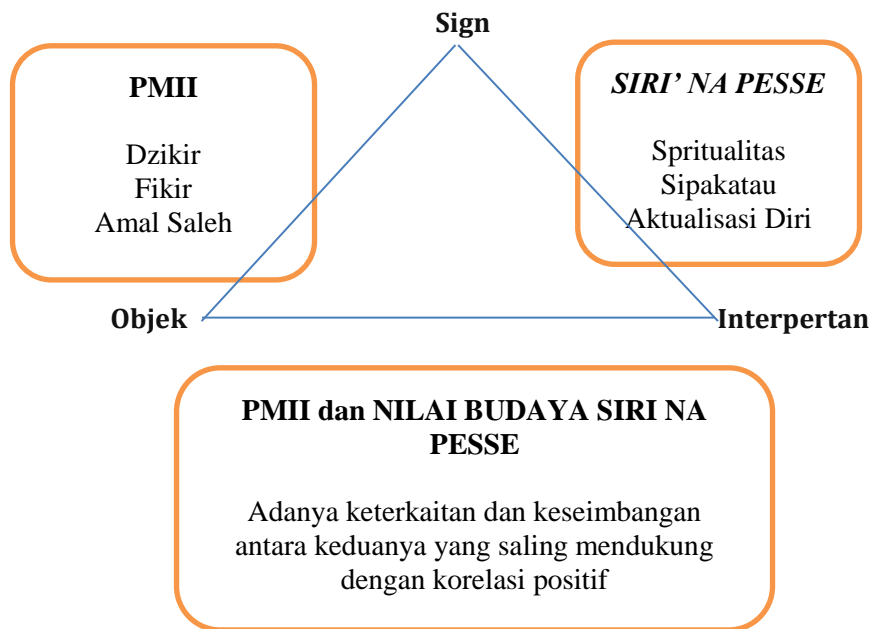 Sign
PMII
Dzikir
Fikir
Amal Saleh
SIRI’ NA PESSE
Spritualitas
Sipakatau
Aktualisasi Diri
Objek
Interpertan
PMII dan NILAI BUDAYA SIRI NA
PESSE
Adanya keterkaitan dan keseimbangan
antara keduanya yang saling mendukung
dengan korelasi positif